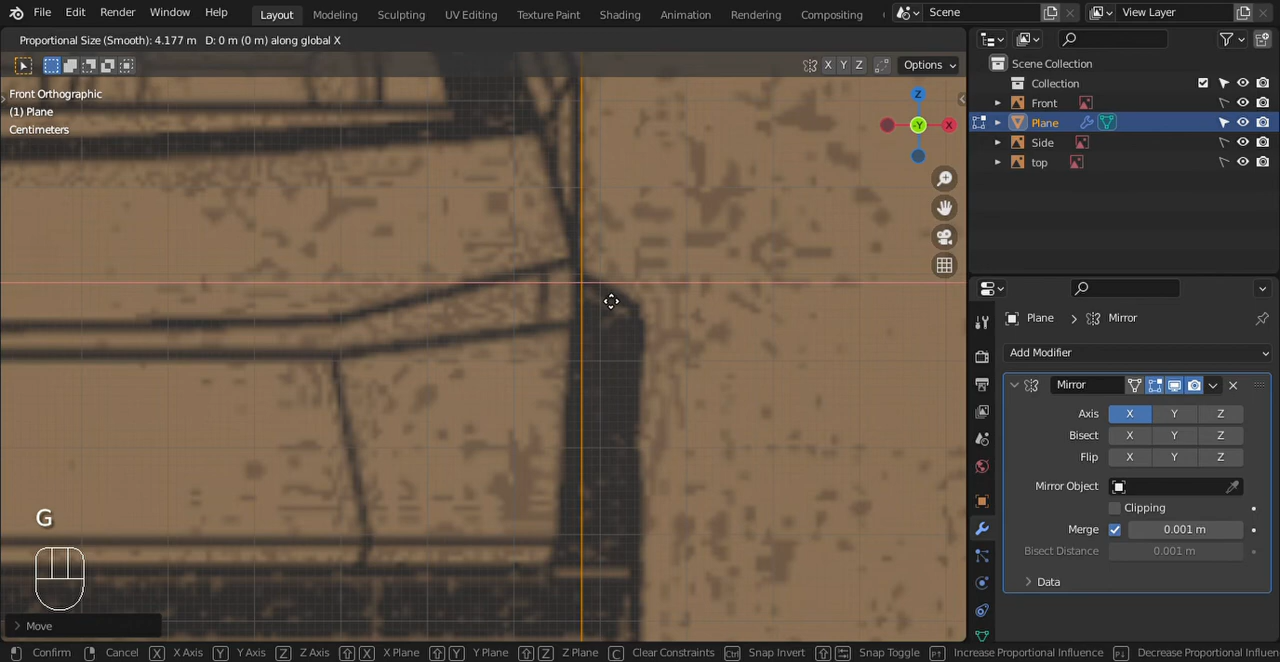 File Edit Render Window Help Layout Modeling Sculpting UV Editing Texture Paint Shading Animation Rendering Compositing Scene View Layer
Proportional Size (Smooth): 4.177 m D: 0 m (0 m) along global X
X Y Z Options
Front Orthographic
(1) Plane
Centimeters
Z
-Y
X
Scene Collection
Collection
Front
Plane
Side
top
Plane > Mirror
Add Modifier
Mirror
Axis X Y Z
Bisect X Y Z
Flip X Y Z
Mirror Object
Clipping
Merge 0.001 m
Bisect Distance 0.001 m
Data
G
Move
Confirm Cancel X X Axis Y Y Axis Z Z Axis X X Plane Y Y Plane Z Z Plane C Clear Constraints Ctrl Snap Invert Snap Toggle Increase Proportional Influence Decrease Proportional Influen